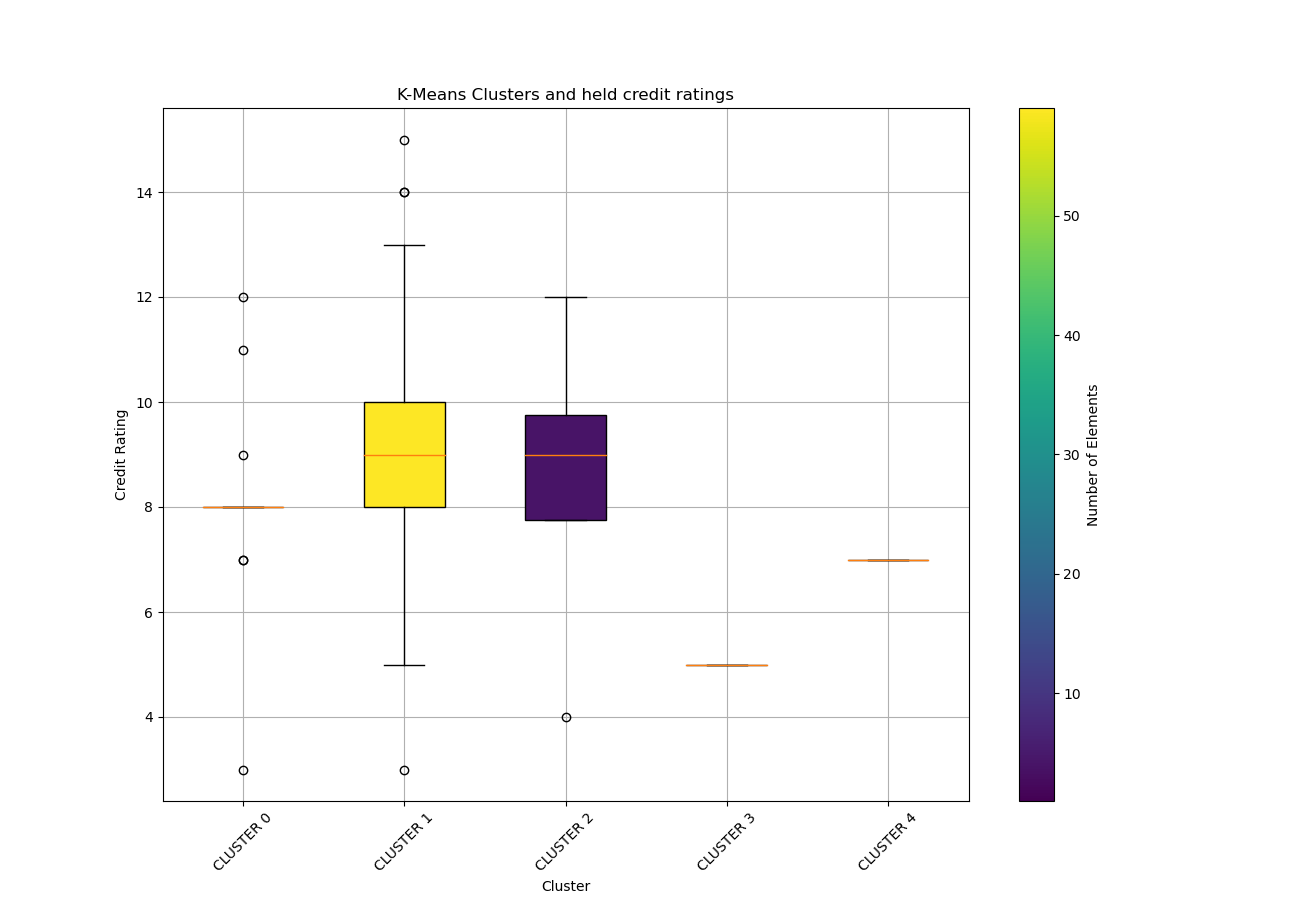 K-Means Clusters and held credit ratings
Credit Rating
14
12
10
8
6
4
CLUSTER 0
CLUSTER 1
CLUSTER 2
CLUSTER 3
CLUSTER 4
Cluster
50
40
30
20
10
Number of Elements